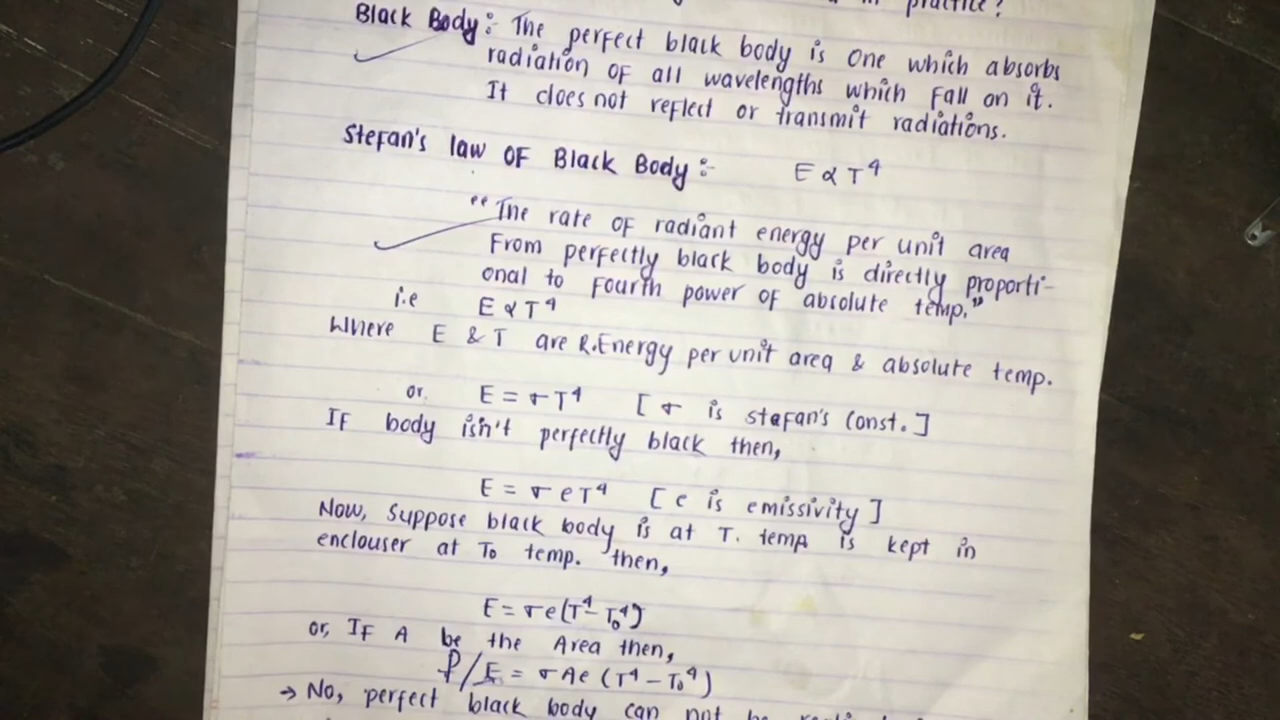 in practice?
Black Body:- The perfect black body is one which absorbs
radiation of all wavelengths which fall on it.
It does not reflect or transmit radiations.
Stefan's law of Black Body:- E ∝ T⁴
"The rate of radiant energy per unit area
From perfectly black body is directly proporti-
onal to fourth power of absolute temp."
i.e E ∝ T⁴
Where E & T are R.Energy per unit area & absolute temp.
or. E = σT⁴ [σ is stefan's Const.]
If body isn't perfectly black then,
E = σeT⁴ [e is emissivity]
Now, suppose black body is at T. temp is kept in
enclouser at T₀ temp. then,
E = σe(T⁴ - T₀⁴)
or, If A be the Area then,
P/E = σAe (T⁴ - T₀⁴)
→ No, perfect black body can not be